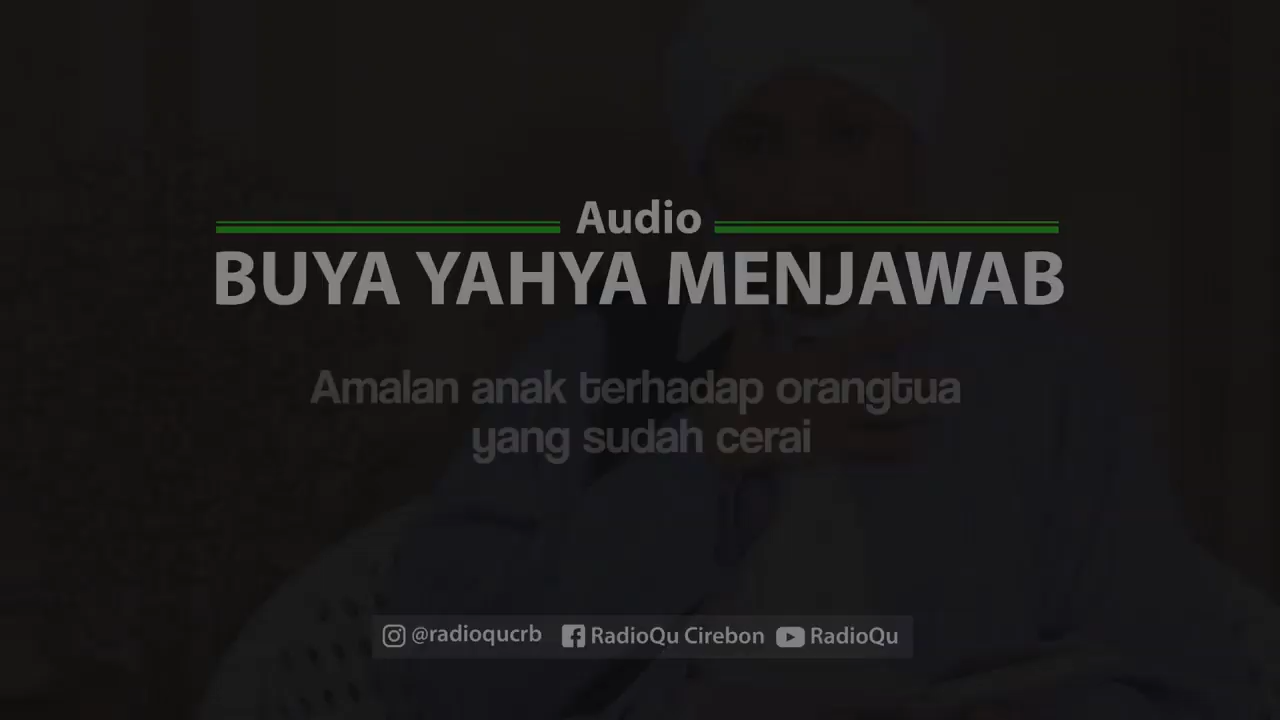 Audio
BUYA YAHYA MENJAWAB
Amalan anak terhadap orangtua
yang sudah cerai
@radioqucrb RadioQu Cirebon RadioQu